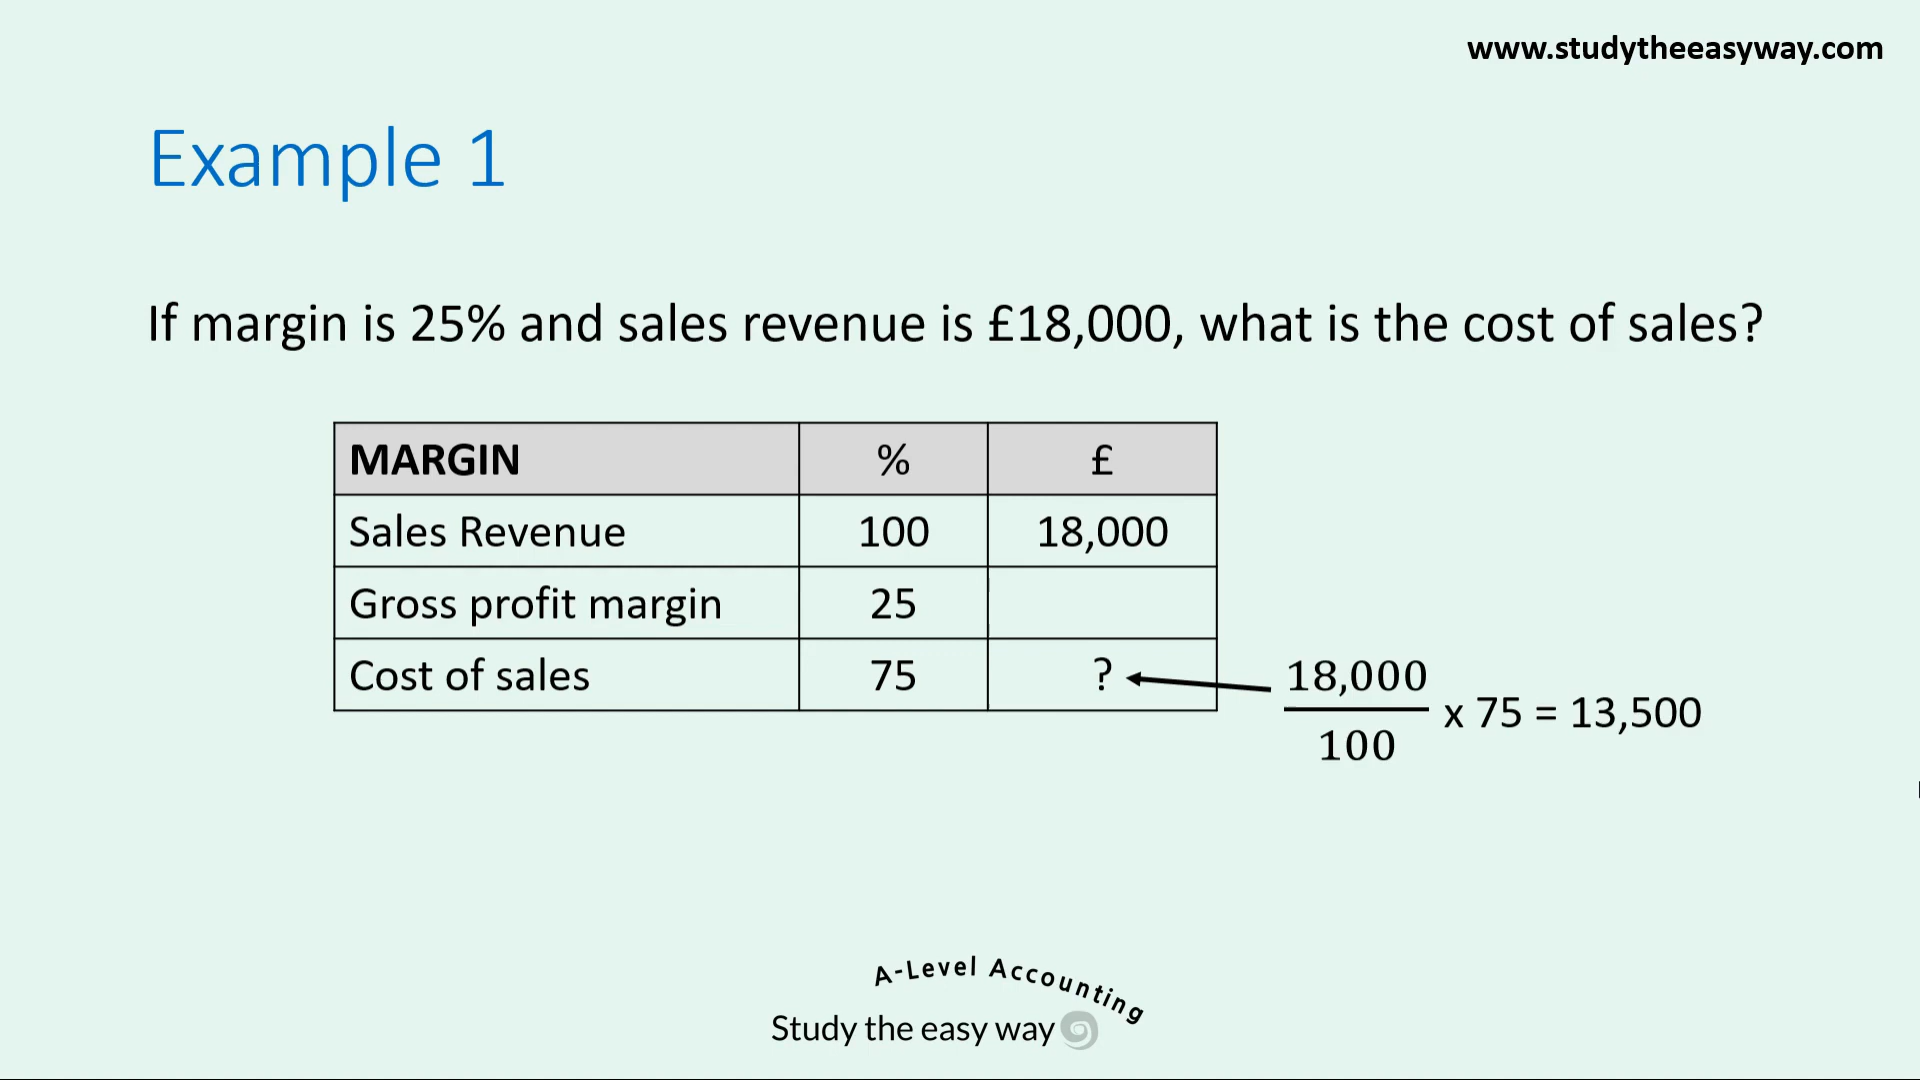 www.studytheeasyway.com
Example 1
If margin is 25% and sales revenue is £18,000, what is the cost of sales?
MARGIN % £
Sales Revenue 100 18,000
Gross profit margin 25
Cost of sales 75 ?
18,000
100
x 75 = 13,500
A-Level Accounting
Study the easy way